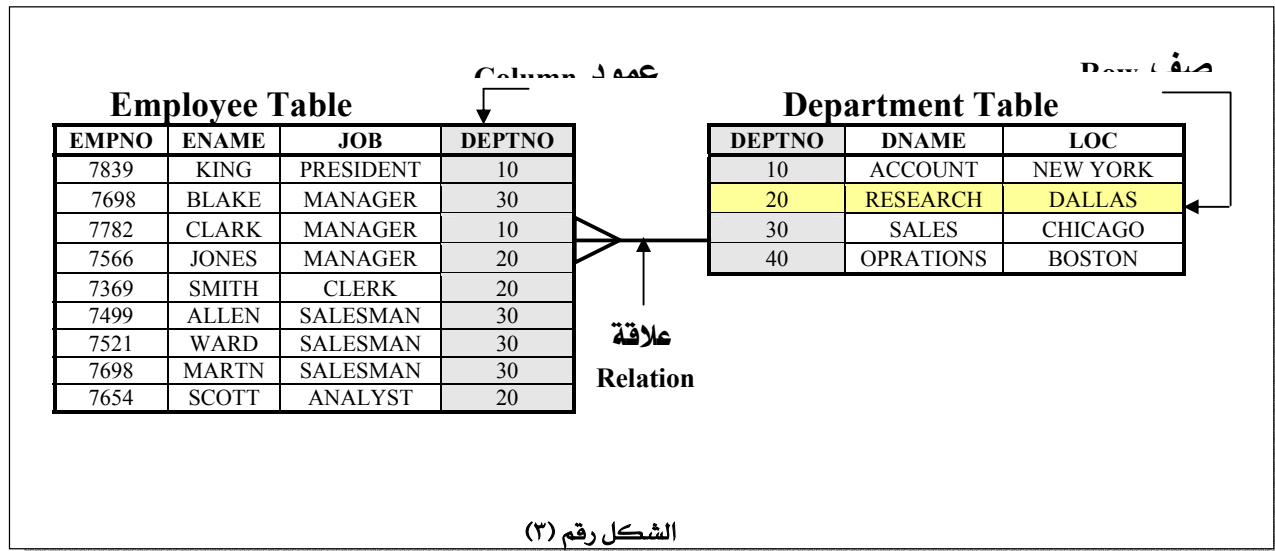 عمود Column
صف Row
Employee Table
Department Table
EMPNO ENAME JOB DEPTNO
7839 KING PRESIDENT 10
7698 BLAKE MANAGER 30
7782 CLARK MANAGER 10
7566 JONES MANAGER 20
7369 SMITH CLERK 20
7499 ALLEN SALESMAN 30
7521 WARD SALESMAN 30
7698 MARTN SALESMAN 30
7654 SCOTT ANALYST 20
DEPTNO DNAME LOC
10 ACCOUNT NEW YORK
20 RESEARCH DALLAS
30 SALES CHICAGO
40 OPRATIONS BOSTON
علاقة
Relation
الشكل رقم (٣)